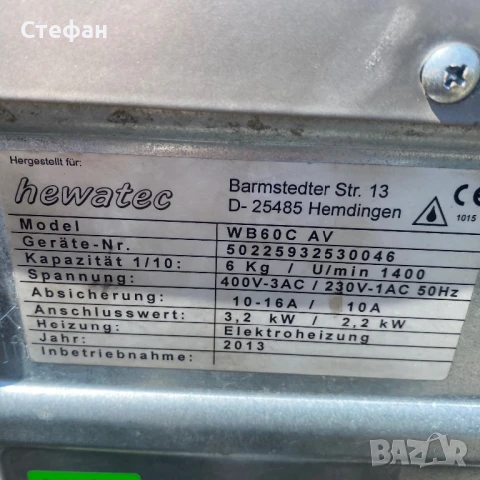 Стефан
Hergestellt für:
hewatec
Barmstedter Str. 13
D- 25485 Hemdingen
CE
1015
Model WB60C AV
Geräte-Nr. 50225932530046
Kapazität 1/10: 6 Kg / U/min 1400
Spannung: 400V-3AC / 230V-1AC 50Hz
Absicherung: 10-16A / 10A
Anschlusswert: 3,2 kW / 2,2 kW
Heizung: Elektroheizung
Jahr: 2013
Inbetriebnahme:
BAZAR